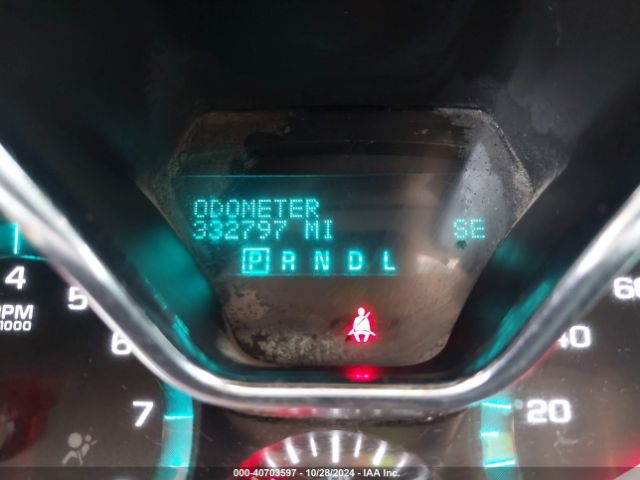 ODOMETER
332797 MI SE
P R N D L
4
5
6
7
RPM
x1000
60
40
20
000-40703597 - 10/28/2024 - IAA Inc.